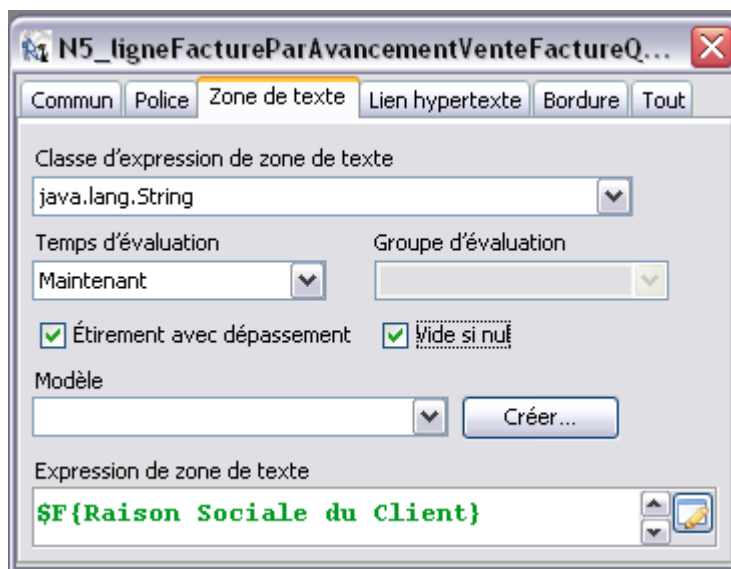 N5_ligneFactureParAvancementVenteFactureQ...
Commun Police Zone de texte Lien hypertexte Bordure Tout
Classe d'expression de zone de texte
java.lang.String
Temps d'évaluation Groupe d'évaluation
Maintenant
Étirement avec dépassement Vide si nul
Modèle
Créer...
Expression de zone de texte
$F{Raison Sociale du Client}